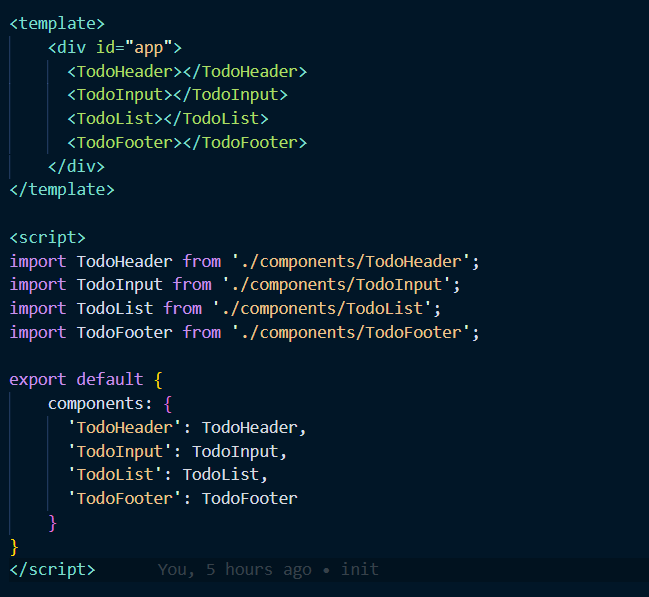 <template>
    <div id="app">
      <TodoHeader></TodoHeader>
      <TodoInput></TodoInput>
      <TodoList></TodoList>
      <TodoFooter></TodoFooter>
    </div>
</template>

<script>
import TodoHeader from './components/TodoHeader';
import TodoInput from './components/TodoInput';
import TodoList from './components/TodoList';
import TodoFooter from './components/TodoFooter';

export default {
    components: {
      'TodoHeader': TodoHeader,
      'TodoInput': TodoInput,
      'TodoList': TodoList,
      'TodoFooter': TodoFooter
    }
}
</script>      You, 5 hours ago • init